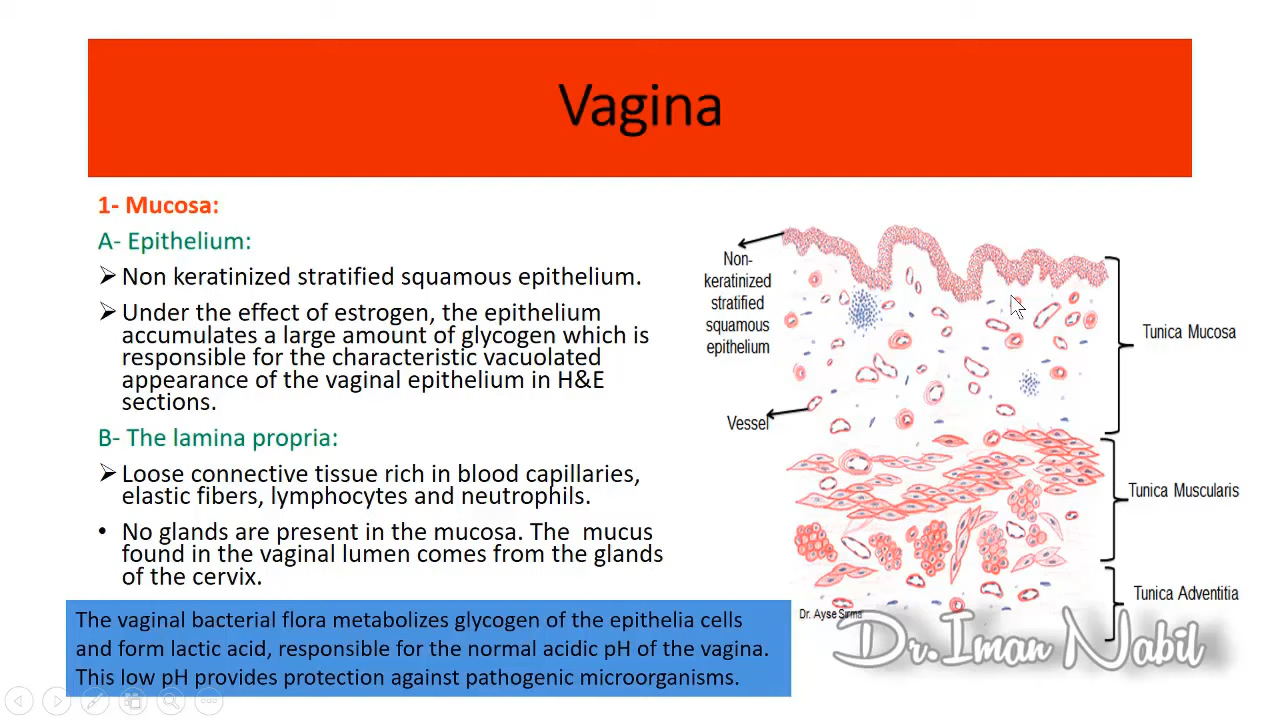 Vagina
1- Mucosa:
A- Epithelium:
➢ Non keratinized stratified squamous epithelium.
➢ Under the effect of estrogen, the epithelium
accumulates a large amount of glycogen which is
responsible for the characteristic vacuolated
appearance of the vaginal epithelium in H&E
sections.
B- The lamina propria:
➢ Loose connective tissue rich in blood capillaries,
elastic fibers, lymphocytes and neutrophils.
• No glands are present in the mucosa. The mucus
found in the vaginal lumen comes from the glands
of the cervix.
The vaginal bacterial flora metabolizes glycogen of the epithelia cells
and form lactic acid, responsible for the normal acidic pH of the vagina.
This low pH provides protection against pathogenic microorganisms.
Non-
keratinized
stratified
squamous
epithelium
Vessel
Tunica Mucosa
Tunica Muscularis
Tunica Adventitia
Dr. Ayse Sirma
Dr.Iman Nabil